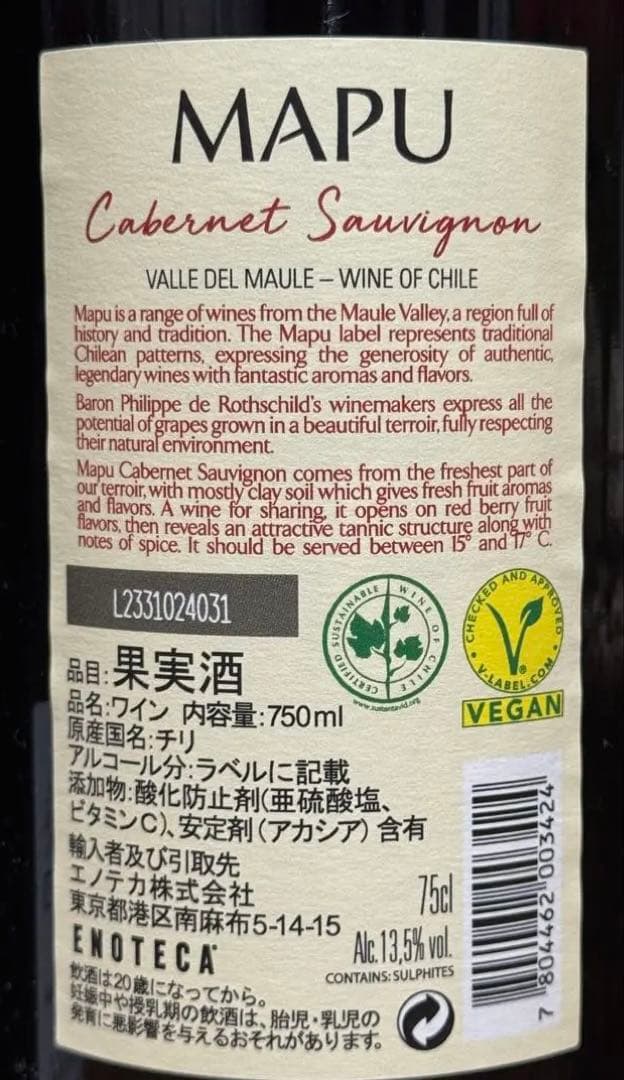 MAPU
Cabernet Sauvignon
VALLE DEL MAULE – WINE OF CHILE
Mapu is a range of wines from the Maule Valley, a region full of
history and tradition. The Mapu label represents traditional
Chilean patterns, expressing the generosity of authentic,
legendary wines with fantastic aromas and flavors.
Baron Philippe de Rothschild's winemakers express all the
potential of grapes grown in a beautiful terroir, fully respecting
their natural environment.
Mapu Cabernet Sauvignon comes from the freshest part of
our terroir, with mostly clay soil which gives fresh fruit aromas
and flavors. A wine for sharing, it opens on red berry fruit
flavors, then reveals an attractive tannic structure along with
notes of spice. It should be served between 15° and 17° C.
L2331024031
CERTIFIED SUSTAINABLE WINE OF CHILE
www.sustentavid.org
CHECKED AND APPROVED
V-LABEL.COM
VEGAN
品目:果実酒
品名:ワイン 内容量:750ml
原産国名:チリ
アルコール分:ラベルに記載
添加物:酸化防止剤(亜硫酸塩、
ビタミンC)、安定剤(アカシア)含有
輸入者及び引取先
エノテカ株式会社
東京都港区南麻布5-14-15
ENOTECA
飲酒は20歳になってから。
妊娠中や授乳期の飲酒は、胎児・乳児の
発育に悪影響を与えるおそれがあります。
75cl
Alc.13,5% vol.
CONTAINS: SULPHITES
7 804462 003424